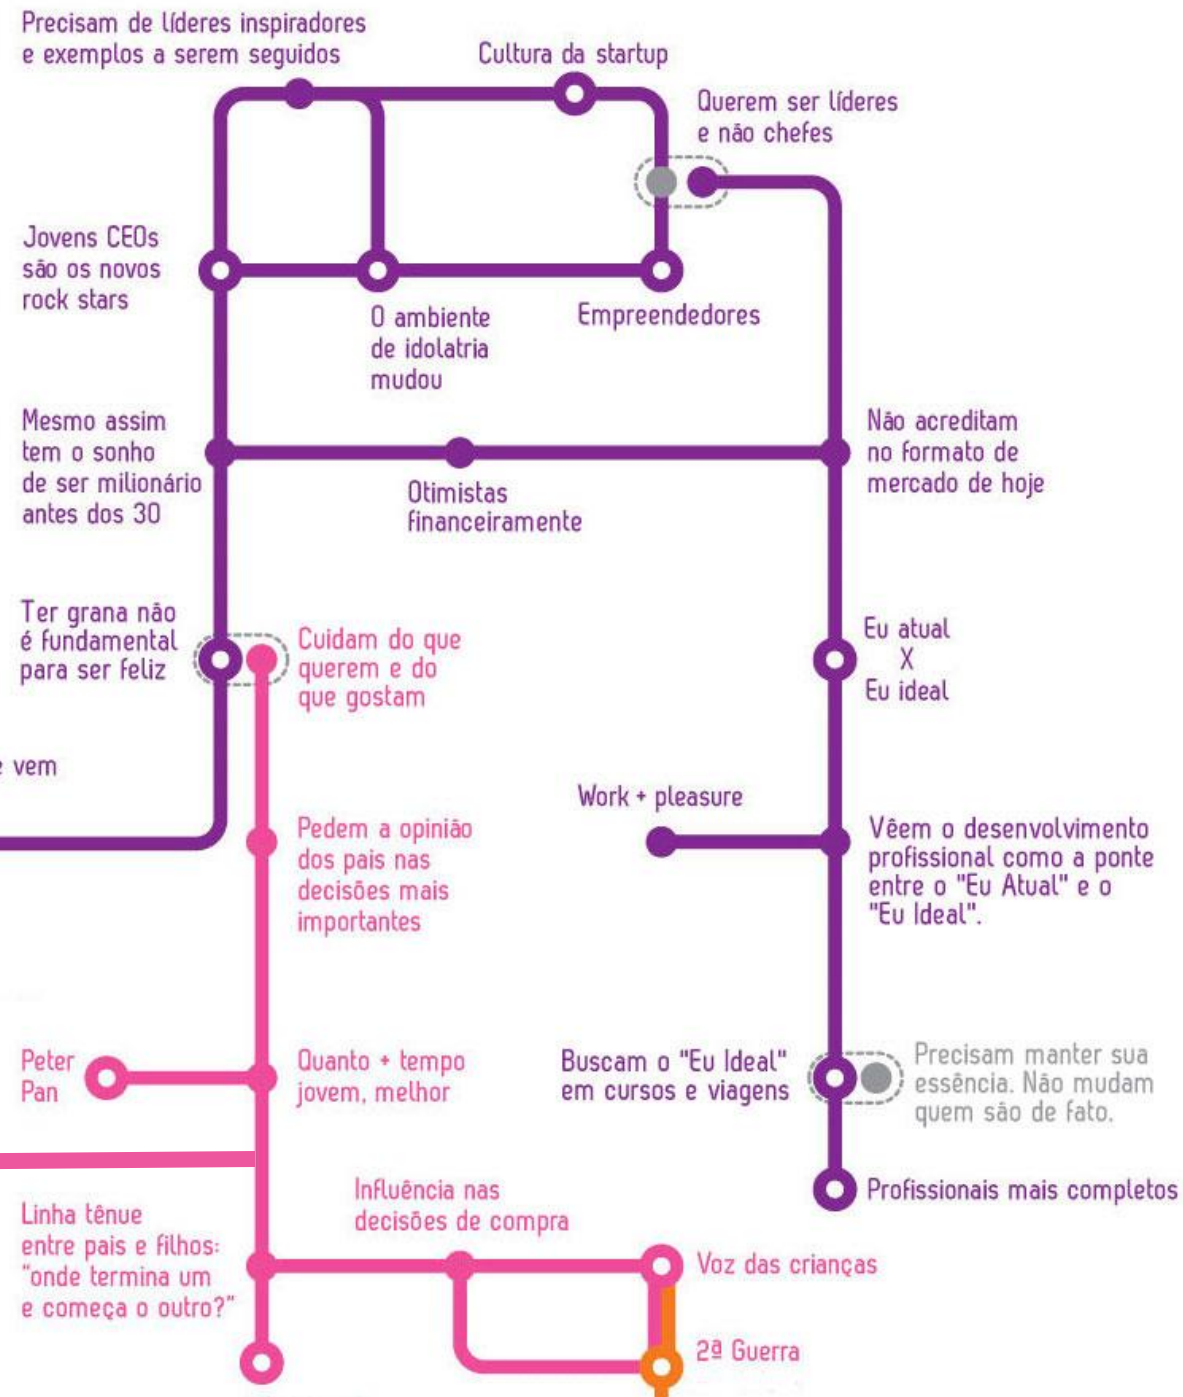 Precisam de líderes inspiradores
e exemplos a serem seguidos
Cultura da startup
Querem ser líderes
e não chefes
Jovens CEOs
são os novos
rock stars
O ambiente
de idolatria
mudou
Empreendedores
Mesmo assim
tem o sonho
de ser milionário
antes dos 30
Otimistas
financeiramente
Não acreditam
no formato de
mercado de hoje
Ter grana não
é fundamental
para ser feliz
Cuidam do que
querem e do
que gostam
Eu atual
X
Eu ideal
vem
Work + pleasure
Pedem a opinião
dos pais nas
decisões mais
importantes
Vêem o desenvolvimento
profissional como a ponte
entre o "Eu Atual" e o
"Eu Ideal".
Peter
Pan
Quanto + tempo
jovem, melhor
Buscam o "Eu Ideal"
em cursos e viagens
Precisam manter sua
essência. Não mudam
quem são de fato.
Profissionais mais completos
Linha tênue
entre pais e filhos:
"onde termina um
e começa o outro?"
Influência nas
decisões de compra
Voz das crianças
2ª Guerra